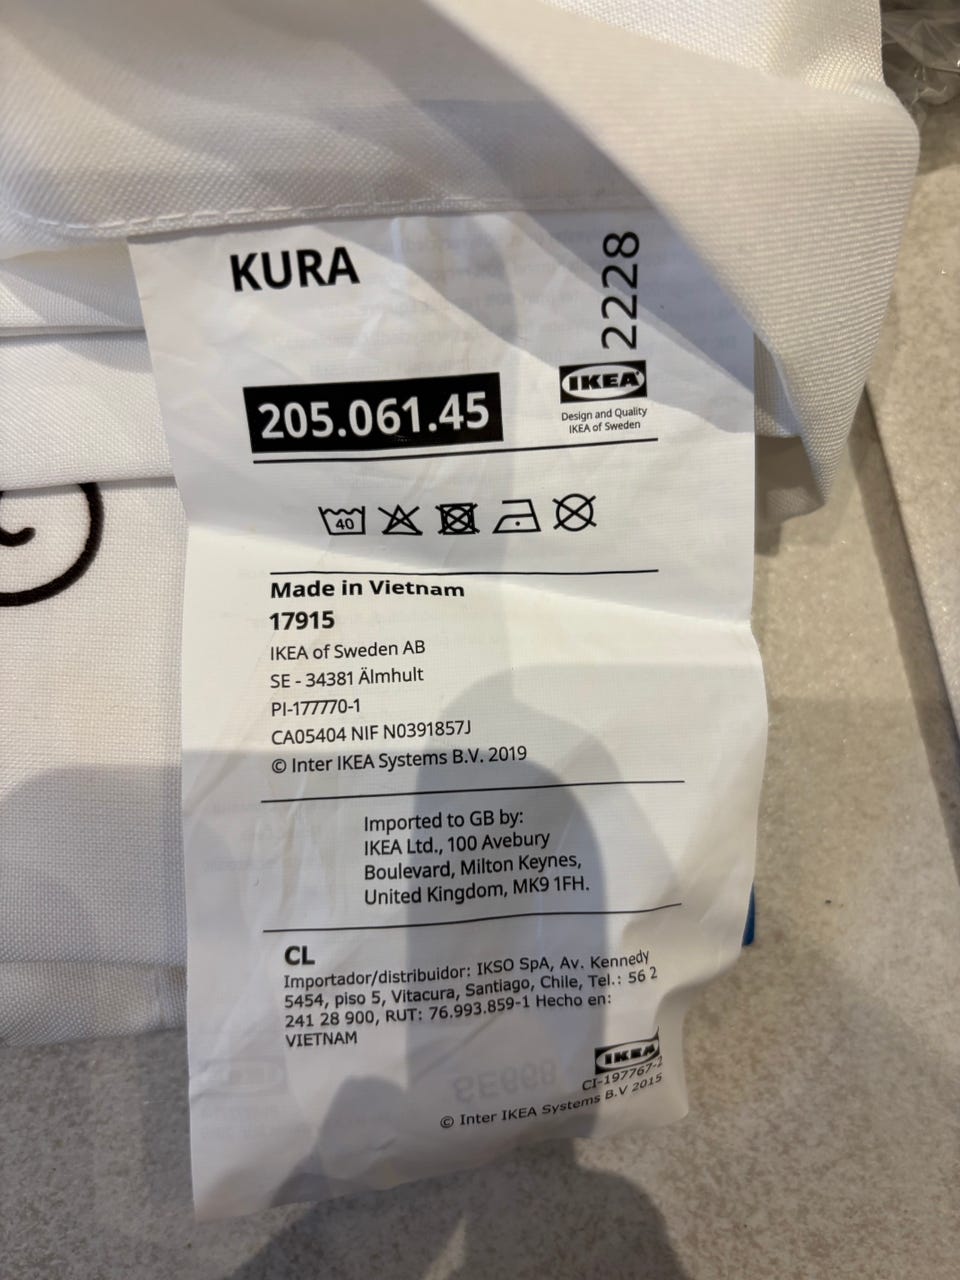 KURA
2228
205.061.45
IKEA
Design and Quality
IKEA of Sweden
40
Made in Vietnam
17915
IKEA of Sweden AB
SE - 34381 Älmhult
PI-177770-1
CA05404 NIF N0391857J
© Inter IKEA Systems B.V. 2019
Imported to GB by:
IKEA Ltd., 100 Avebury
Boulevard, Milton Keynes,
United Kingdom, MK9 1FH.
CL
Importador/distribuidor: IKSO SpA, Av. Kennedy
5454, piso 5, Vitacura, Santiago, Chile, Tel.: 56 2
241 28 900, RUT: 76.993.859-1 Hecho en:
VIETNAM
IKEA
CI-197767-2
© Inter IKEA Systems B.V 2015